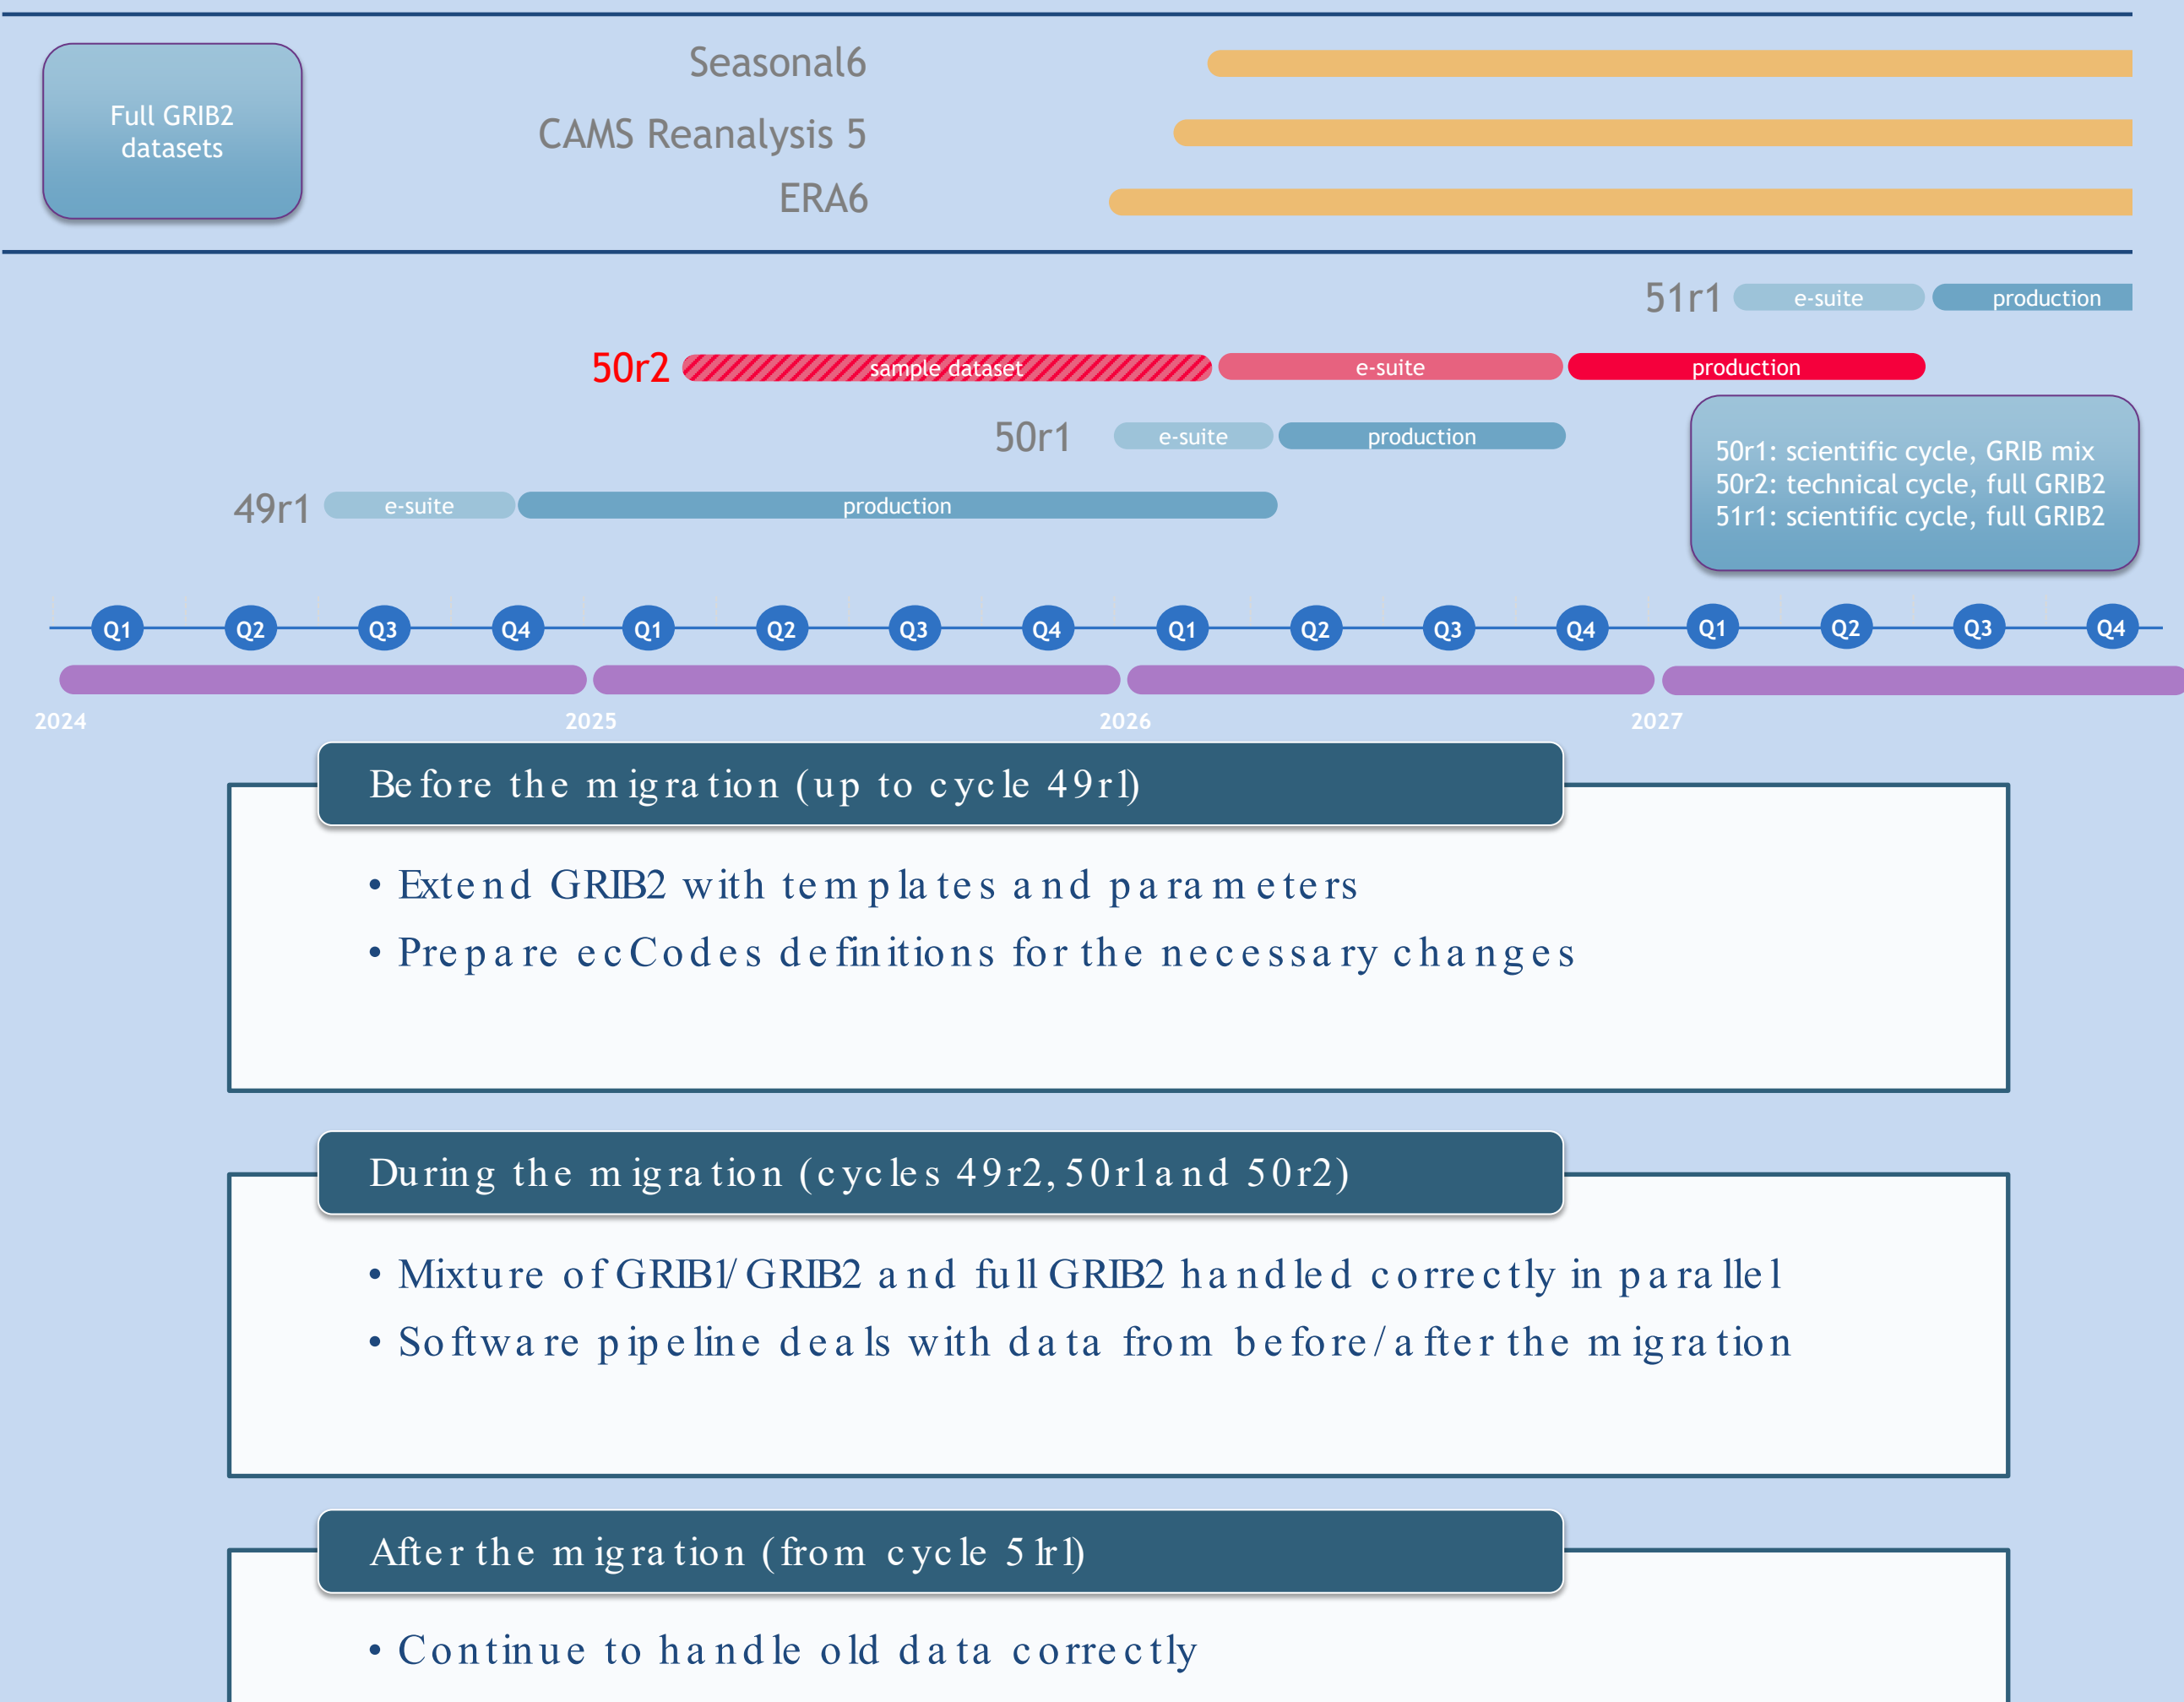 Seasonal6
Full GRIB2
datasets
CAMS Reanalysis 5
ERA6
51r1 e-suite production
50r2 sample dataset e-suite production
50r1 e-suite production
49r1 e-suite production
50r1: scientific cycle, GRIB mix
50r2: technical cycle, full GRIB2
51r1: scientific cycle, full GRIB2
Q1 Q2 Q3 Q4 Q1 Q2 Q3 Q4 Q1 Q2 Q3 Q4 Q1 Q2 Q3 Q4
2024 2025 2026 2027
Before the migration (up to cycle 49r1)
• Extend GRIB2 with templates and parameters
• Prepare ecCodes definitions for the necessary changes
During the migration (cycles 49r2, 50r1 and 50r2)
• Mixture of GRIB1/GRIB2 and full GRIB2 handled correctly in parallel
• Software pipeline deals with data from before/after the migration
After the migration (from cycle 51r1)
• Continue to handle old data correctly